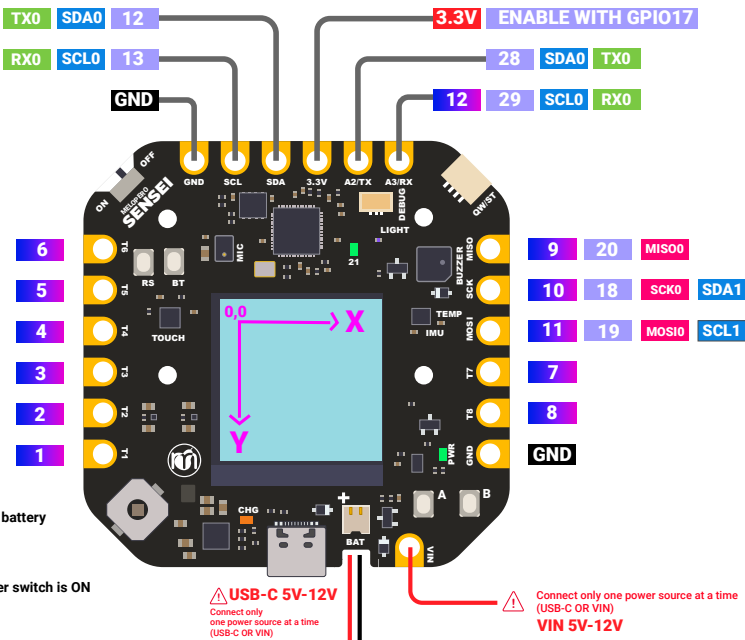 TX0 SDA0 12
3.3V ENABLE WITH GPIO17
RX0 SCL0 13
28 SDA0 TX0
GND
12 29 SCL0 RX0
OFF
ON
MELOPERO
SENSEI
GND SCL SDA 3.3V A2/TX A3/RX
QW/ST
DEBUG
LIGHT
MIC
21
BUZZER
6 T6
MISO 9 20 MISO0
RS BT
5 T5
SCK 10 18 SCK0 SDA1
0,0 X
TEMP
IMU
4 T4
MOSI 11 19 MOSI0 SCL1
TOUCH
3 T3
T7 7
2 T2
T8 8
Y
1 T1
PWR
GND GND
m
A B
CHG
+
BAT
VIN
battery
er switch is ON
USB-C 5V-12V
Connect only
one power source at a time
(USB-C OR VIN)
Connect only one power source at a time
(USB-C OR VIN)
VIN 5V-12V